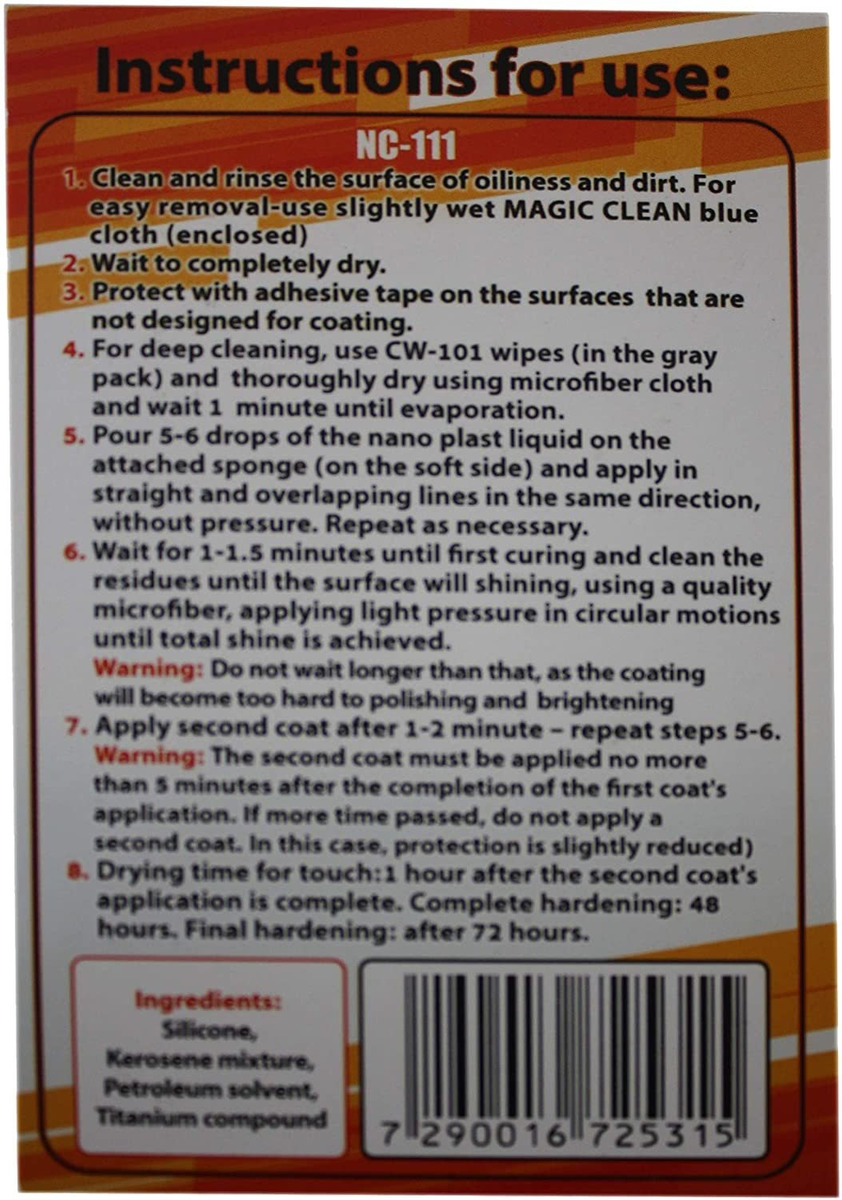 Instructions for use:
NC-111
1. Clean and rinse the surface of oiliness and dirt. For
easy removal-use slightly wet MAGIC CLEAN blue
cloth (enclosed)
2. Wait to completely dry.
3. Protect with adhesive tape on the surfaces that are
not designed for coating.
4. For deep cleaning, use CW-101 wipes (in the gray
pack) and thoroughly dry using microfiber cloth
and wait 1 minute until evaporation.
5. Pour 5-6 drops of the nano plast liquid on the
attached sponge (on the soft side) and apply in
straight and overlapping lines in the same direction,
without pressure. Repeat as necessary.
6. Wait for 1-1.5 minutes until first curing and clean the
residues until the surface will shining, using a quality
microfiber, applying light pressure in circular motions
until total shine is achieved.
Warning: Do not wait longer than that, as the coating
will become too hard to polishing and brightening
7. Apply second coat after 1-2 minute – repeat steps 5-6.
Warning: The second coat must be applied no more
than 5 minutes after the completion of the first coat's
application. If more time passed, do not apply a
second coat. In this case, protection is slightly reduced)
8. Drying time for touch:1 hour after the second coat's
application is complete. Complete hardening: 48
hours. Final hardening: after 72 hours.
Ingredients:
Silicone,
Kerosene mixture,
Petroleum solvent,
Titanium compound
7 290016 725315